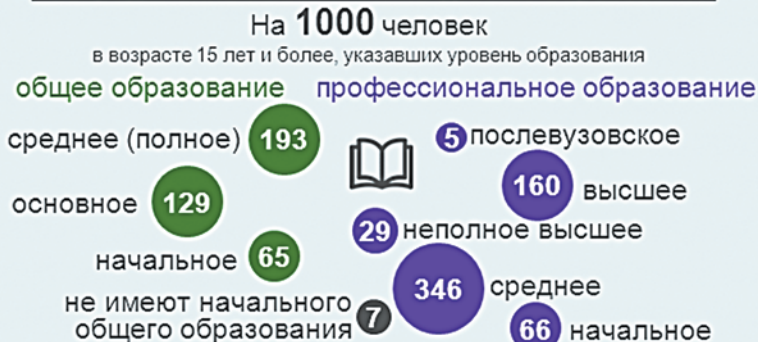 На 1000 человек
в возрасте 15 лет и более, указавших уровень образования
общее образование
среднее (полное) 193
основное 129
начальное 65
не имеют начального
общего образования 7
профессиональное образование
5 послевузовское
160 высшее
29 неполное высшее
346 среднее
66 начальное